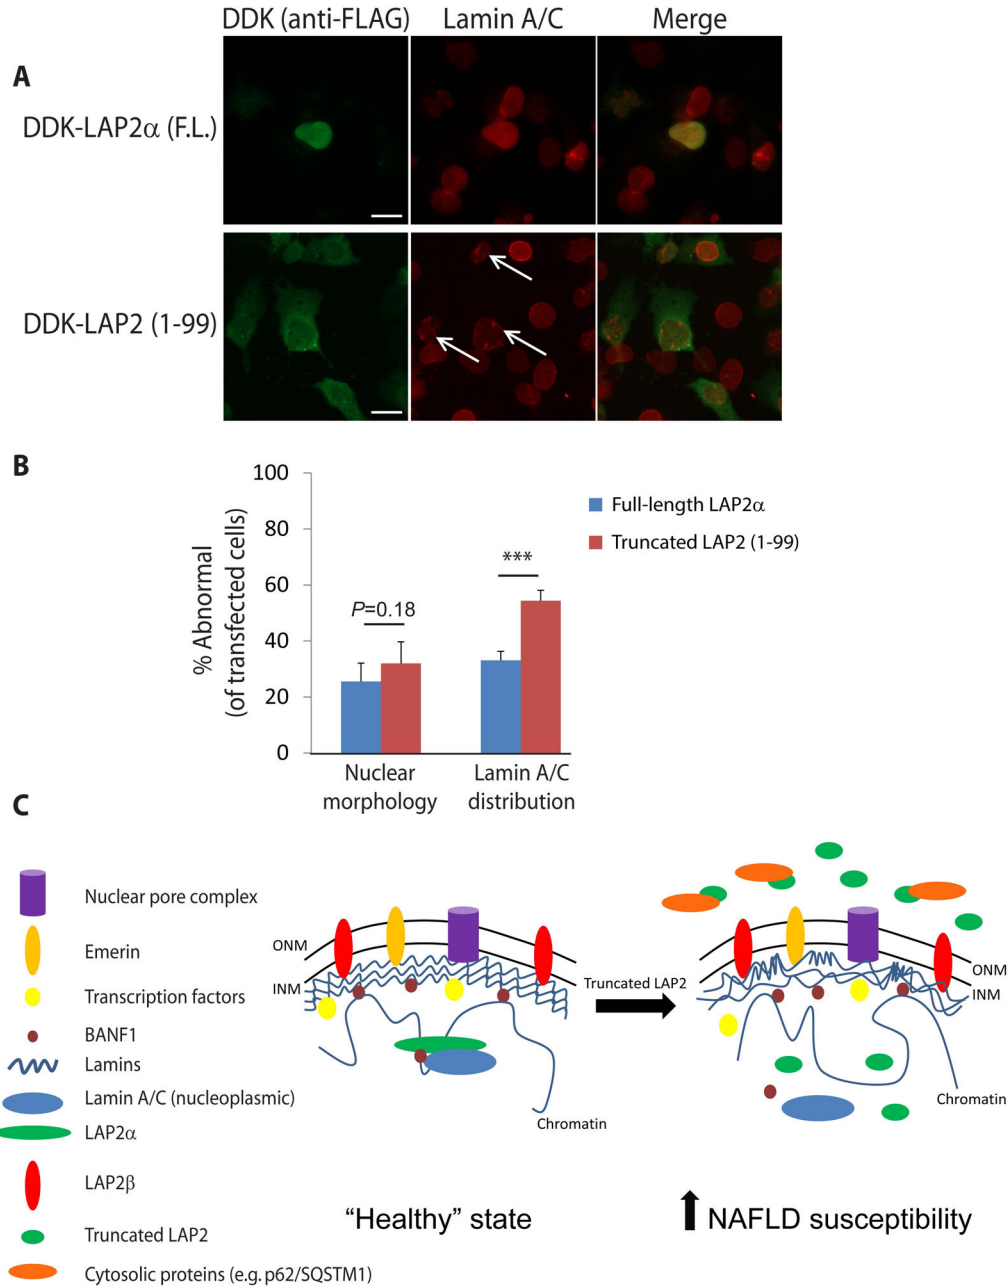 DDK (anti-FLAG) Lamin A/C Merge
A
DDK-LAP2α (F.L.)
DDK-LAP2 (1-99)
B
100
80
60
40
20
0
% Abnormal
(of transfected cells)
P=0.18
***
Full-length LAP2α
Truncated LAP2 (1-99)
Nuclear
morphology
Lamin A/C
distribution
C
Nuclear pore complex
Emerin
Transcription factors
BANF1
Lamins
Lamin A/C (nucleoplasmic)
LAP2α
LAP2β
Truncated LAP2
Cytosolic proteins (e.g. p62/SQSTM1)
ONM
INM
Chromatin
Truncated LAP2
ONM
INM
Chromatin
“Healthy” state
NAFLD susceptibility